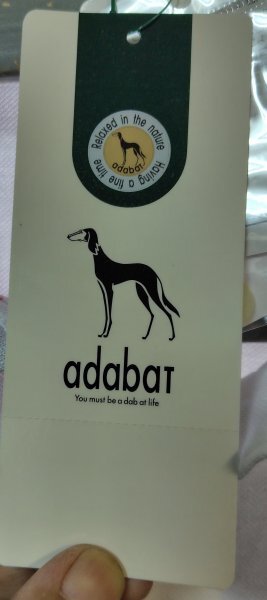 Relaxed in the nature
Having a fine time
adabaT
adabaT
You must be a dab at life